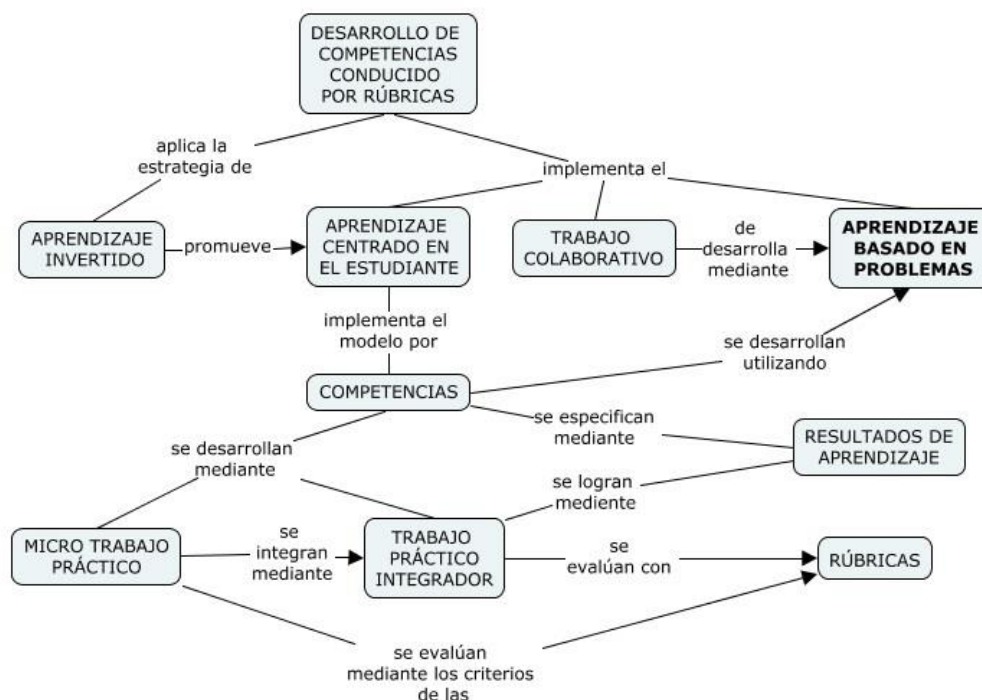 DESARROLLO DE
COMPETENCIAS
CONDUCIDO
POR RÚBRICAS
aplica la
estrategia de
implementa el
APRENDIZAJE
INVERTIDO
promueve
APRENDIZAJE
CENTRADO EN
EL ESTUDIANTE
TRABAJO
COLABORATIVO
de
desarrolla
mediante
APRENDIZAJE
BASADO EN
PROBLEMAS
implementa el
modelo por
se desarrollan
utilizando
COMPETENCIAS
se especifican
mediante
RESULTADOS DE
APRENDIZAJE
se desarrollan
mediante
se logran
mediente
MICRO TRABAJO
PRÁCTICO
se
integran
mediante
TRABAJO
PRÁCTICO
INTEGRADOR
se
evalúan con
RÚBRICAS
se evalúan
mediante los criterios
de las